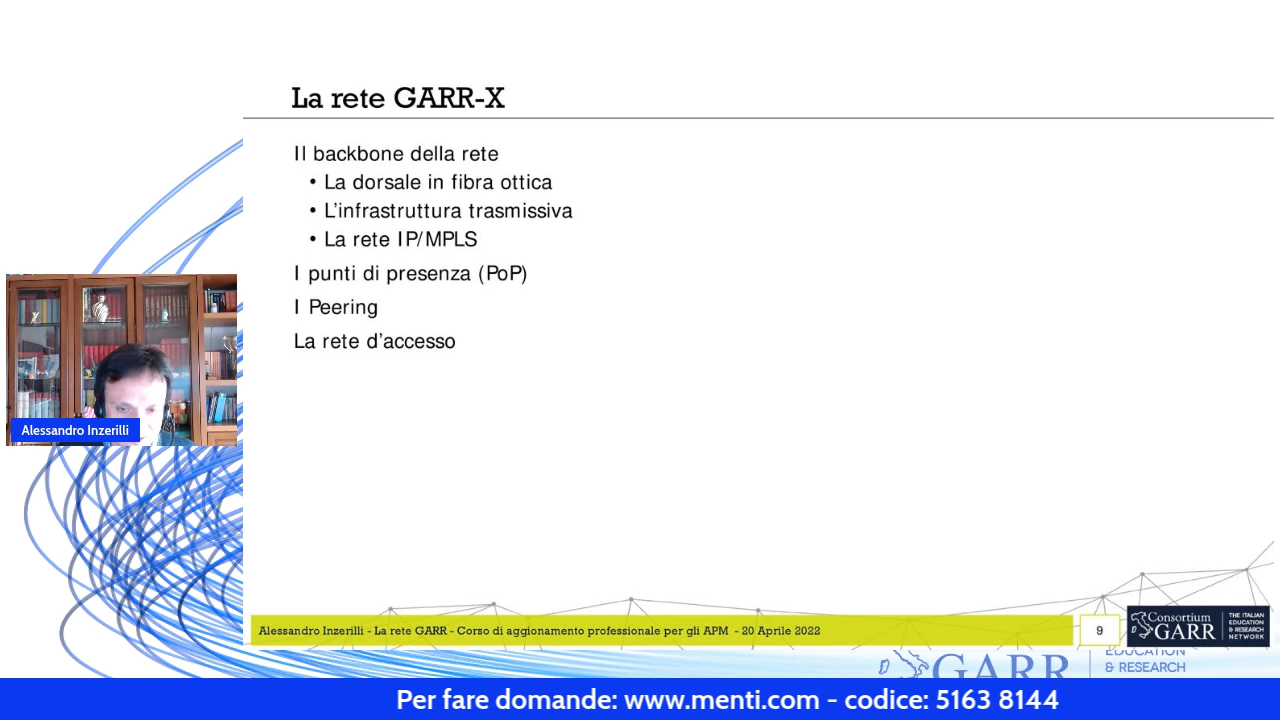 La rete GARR-X
Il backbone della rete
• La dorsale in fibra ottica
• L'infrastruttura trasmissiva
• La rete IP/MPLS
I punti di presenza (PoP)
I Peering
La rete d'accesso
Alessandro Inzerilli
Alessandro Inzerilli - La rete GARR - Corso di aggionamento professionale per gli APM - 20 Aprile 2022
9
Consortium
GARR
THE ITALIAN
EDUCATION
& RESEARCH
NETWORK
GARR
EDUCATION
& RESEARCH
Per fare domande: www.menti.com - codice: 5163 8144